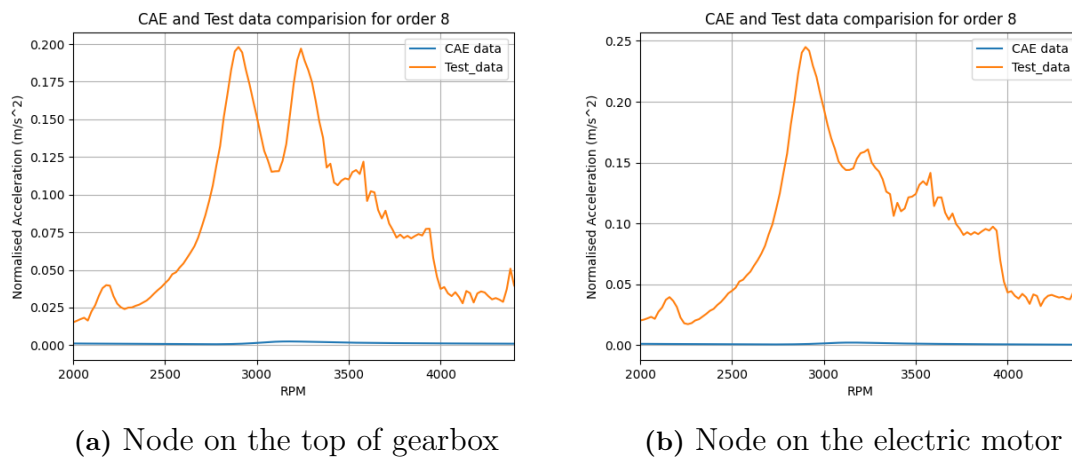 CAE and Test data comparision for order 8
Normalised Acceleration (m/s^2)
0.200
0.175
0.150
0.125
0.100
0.075
0.050
0.025
0.000
CAE data
Test_data
2000
2500
3000
3500
4000
RPM
(a) Node on the top of gearbox
CAE and Test data comparision for order 8
Normalised Acceleration (m/s^2)
0.25
0.20
0.15
0.10
0.05
0.00
CAE data
Test_data
2000
2500
3000
3500
4000
RPM
(b) Node on the electric motor